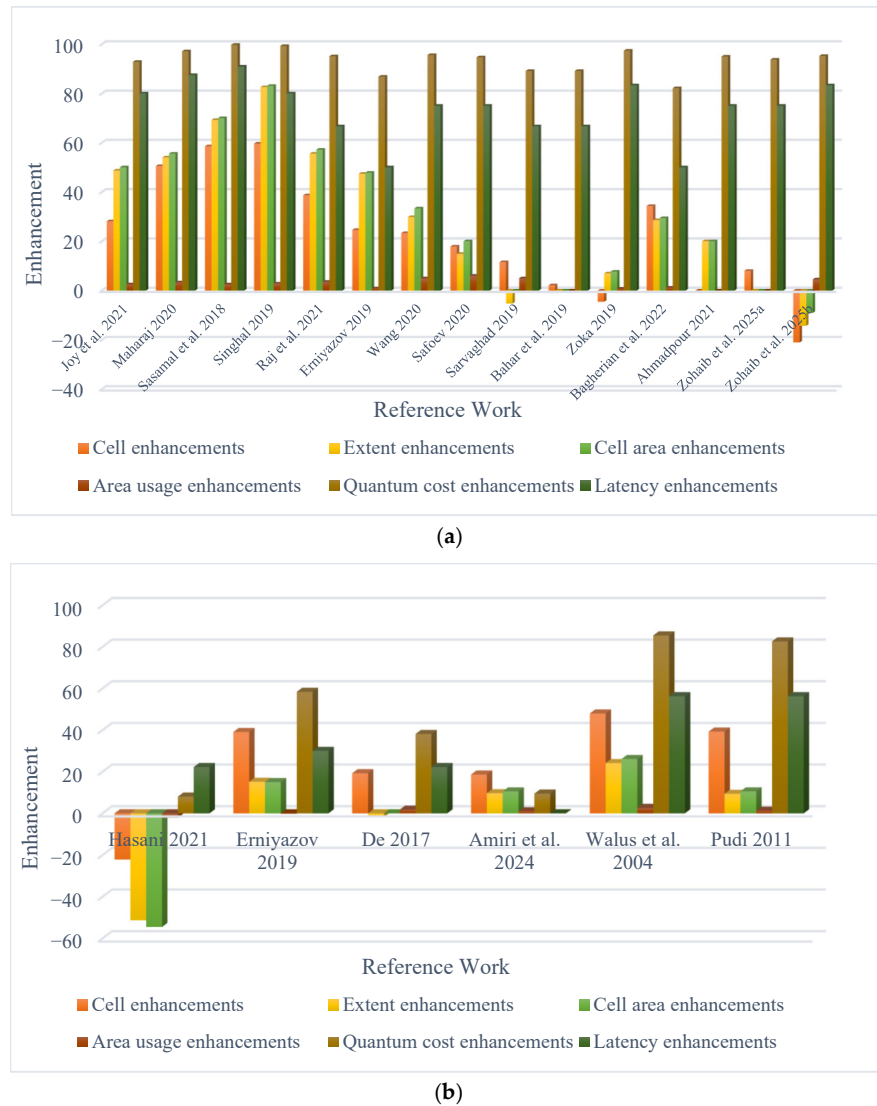 100
80
60
40
20
0
−20
−40
Enhancement
Joy et al. 2021
Maharaj 2020
Sasamal et al. 2018
Singhal 2019
Raj et al. 2021
Erniyazov 2019
Wang 2020
Safoev 2020
Sarvaghad 2019
Bahar et al. 2019
Zoka 2019
Bagherian et al. 2022
Ahmadpour 2021
Zohaib et al. 2025a
Zohaib et al. 2025b
Reference Work
Cell enhancements Extent enhancements Cell area enhancements
Area usage enhancements Quantum cost enhancements Latency enhancements
(a)
100
80
60
40
20
0
−20
−40
−60
Enhancement
Hasani 2021
Erniyazov
2019
De 2017
Amiri et al.
2024
Walus et al.
2004
Pudi 2011
Reference Work
Cell enhancements Extent enhancements Cell area enhancements
Area usage enhancements Quantum cost enhancements Latency enhancements
(b)